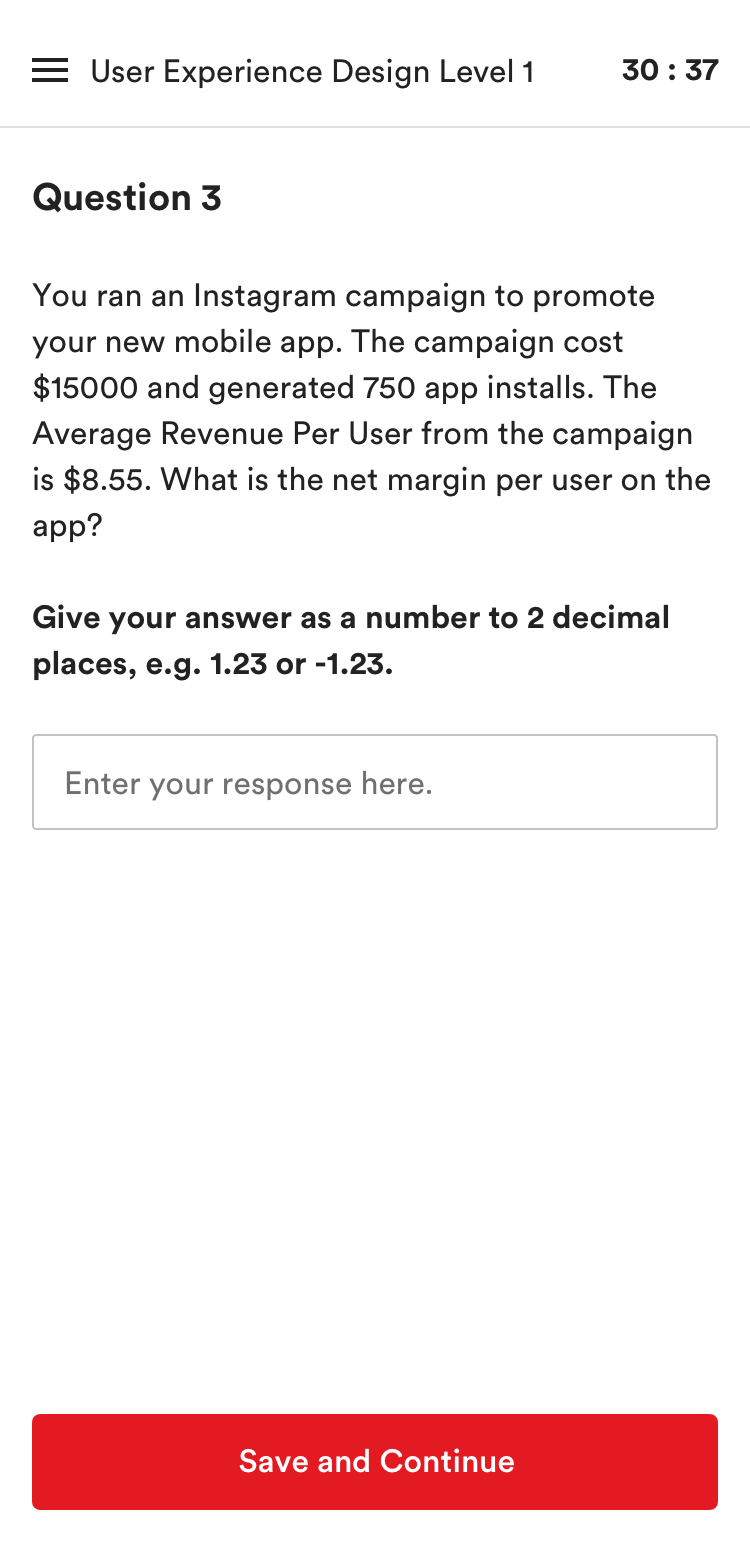 User Experience Design Level 1
30 : 37
Question 3
You ran an Instagram campaign to promote
your new mobile app. The campaign cost
$15000 and generated 750 app installs. The
Average Revenue Per User from the campaign
is $8.55. What is the net margin per user on the
app?
Give your answer as a number to 2 decimal
places, e.g. 1.23 or -1.23.
Enter your response here.
Save and Continue